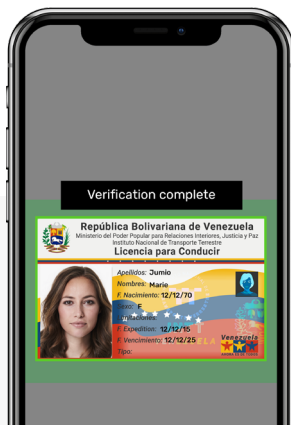 Verification complete
República Bolivariana de Venezuela
Ministerio del Poder Popular para Relaciones Interiores, Justicia y Paz
Instituto Nacional de Transporte Terrestre
Licencia para Conducir
Apellidos: Jumio
Nombres: Marie
F. Nacimiento: 12/12/70
Sexo: F
Limitaciones:
F. Expedition: 12/12/15
F. Vencimiento: 12/12/25
Tipo:
Venezuela